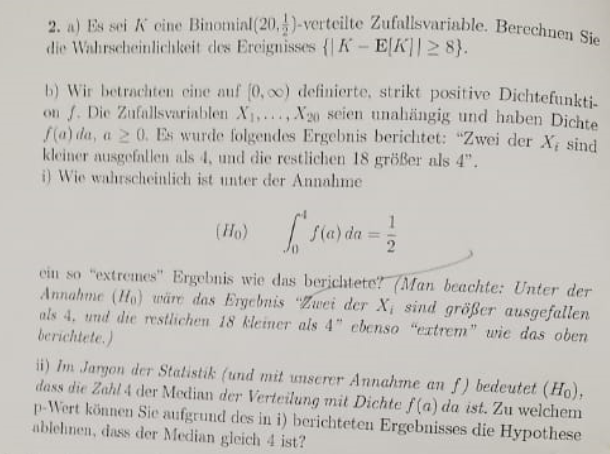 2. a) Es sei K eine Binomial(20, ½)-verteilte Zufallsvariable. Berechnen Sie
die Wahrscheinlichkeit des Ereignisses {| K − E[K]| ≥ 8}.
b) Wir betrachten eine auf [0, ∞) definierte, strikt positive Dichtefunkti-
on f. Die Zufallsvariablen X₁, . . . , X₂₀ seien unahängig und haben Dichte
f(a) da, a ≥ 0. Es wurde folgendes Ergebnis berichtet: “Zwei der Xᵢ sind
kleiner ausgefallen als 4, und die restlichen 18 größer als 4”.
i) Wie wahrscheinlich ist unter der Annahme
(H₀) ∫₀⁴ f(a) da = 1/2
ein so “extremes” Ergebnis wie das berichtete? (Man beachte: Unter der
Annahme (H₀) wäre das Ergebnis “Zwei der Xᵢ sind größer ausgefallen
als 4, und die restlichen 18 kleiner als 4” ebenso “extrem” wie das oben
berichtete.)
ii) Im Jargon der Statistik (und mit unserer Annahme an f) bedeutet (H₀),
dass die Zahl 4 der Median der Verteilung mit Dichte f(a) da ist. Zu welchem
p-Wert können Sie aufgrund des in i) berichteten Ergebnisses die Hypothese
ablehnen, dass der Median gleich 4 ist?